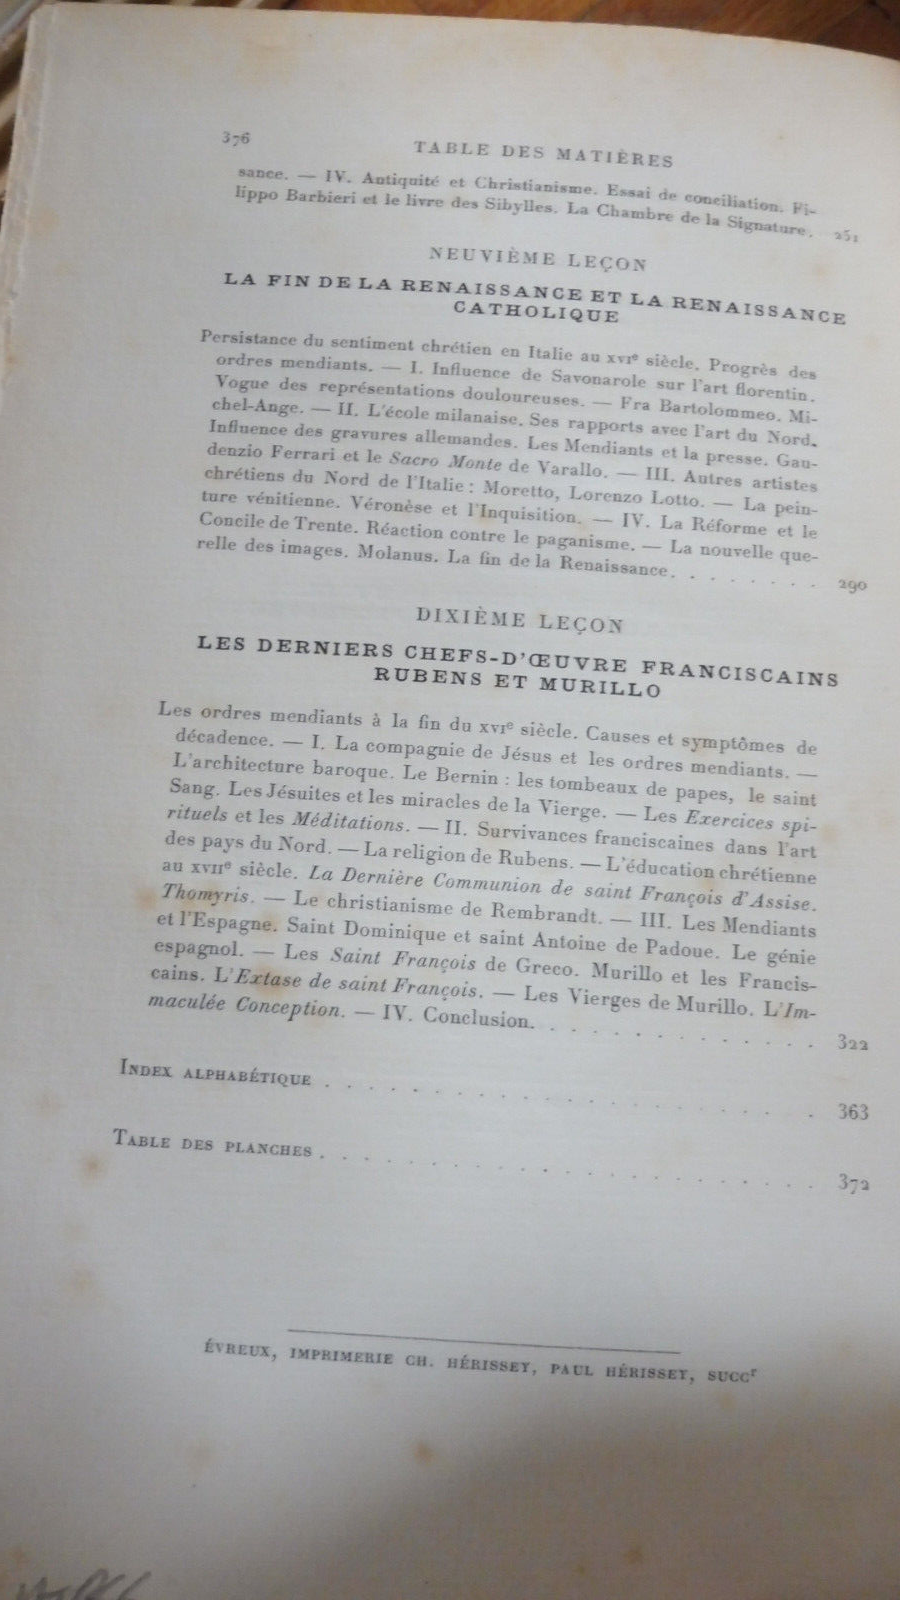 376
TABLE DES MATIÈRES
sance. — IV. Antiquité et Christianisme. Essai de conciliation. Fi-
lippo Barbieri et le livre des Sibylles. La Chambre de la Signature. 251
NEUVIÈME LEÇON
LA FIN DE LA RENAISSANCE ET LA RENAISSANCE
CATHOLIQUE
Persistance du sentiment chrétien en Italie au XVIe siècle. Progrès des
ordres mendiants. — I. Influence de Savonarole sur l'art florentin.
Vogue des représentations douloureuses. — Fra Bartolommeo. Mi-
chel-Ange. — II. L'école milanaise. Ses rapports avec l'art du Nord.
Influence des gravures allemandes. Les Mendiants et la presse. Gau-
denzio Ferrari et le Sacro Monte de Varallo. — III. Autres artistes
chrétiens du Nord de l'Italie : Moretto, Lorenzo Lotto. — La pein-
ture vénitienne. Véronèse et l'Inquisition. — IV. La Réforme et le
Concile de Trente. Réaction contre le paganisme. — La nouvelle que-
relle des images. Molanus. La fin de la Renaissance. . . . . . . . 290
DIXIÈME LEÇON
LES DERNIERS CHEFS-D'ŒUVRE FRANCISCAINS
RUBENS ET MURILLO
Les ordres mendiants à la fin du XVIe siècle. Causes et symptômes de
décadence. — I. La compagnie de Jésus et les ordres mendiants. —
L'architecture baroque. Le Bernin : les tombeaux de papes, le saint
Sang. Les Jésuites et les miracles de la Vierge. — Les Exercices spi-
rituels et les Méditations. — II. Survivances franciscaines dans l'art
des pays du Nord. — La religion de Rubens. — L'éducation chrétienne
au XVIIe siècle. La Dernière Communion de saint François d'Assise.
Thomyris. — Le christianisme de Rembrandt. — III. Les Mendiants
et l'Espagne. Saint Dominique et saint Antoine de Padoue. Le génie
espagnol. — Les Saint François de Greco. Murillo et les Francis-
cains. L'Extase de saint François. — Les Vierges de Murillo. L'Im-
maculée Conception. — IV. Conclusion. . . . . . . . . . . . . 322
INDEX ALPHABÉTIQUE . . . . . . . . . . . . . . . . . . . . 363
TABLE DES PLANCHES . . . . . . . . . . . . . . . . . . . . 372
ÉVREUX, IMPRIMERIE CH. HÉRISSEY, PAUL HÉRISSEY, SUCCr